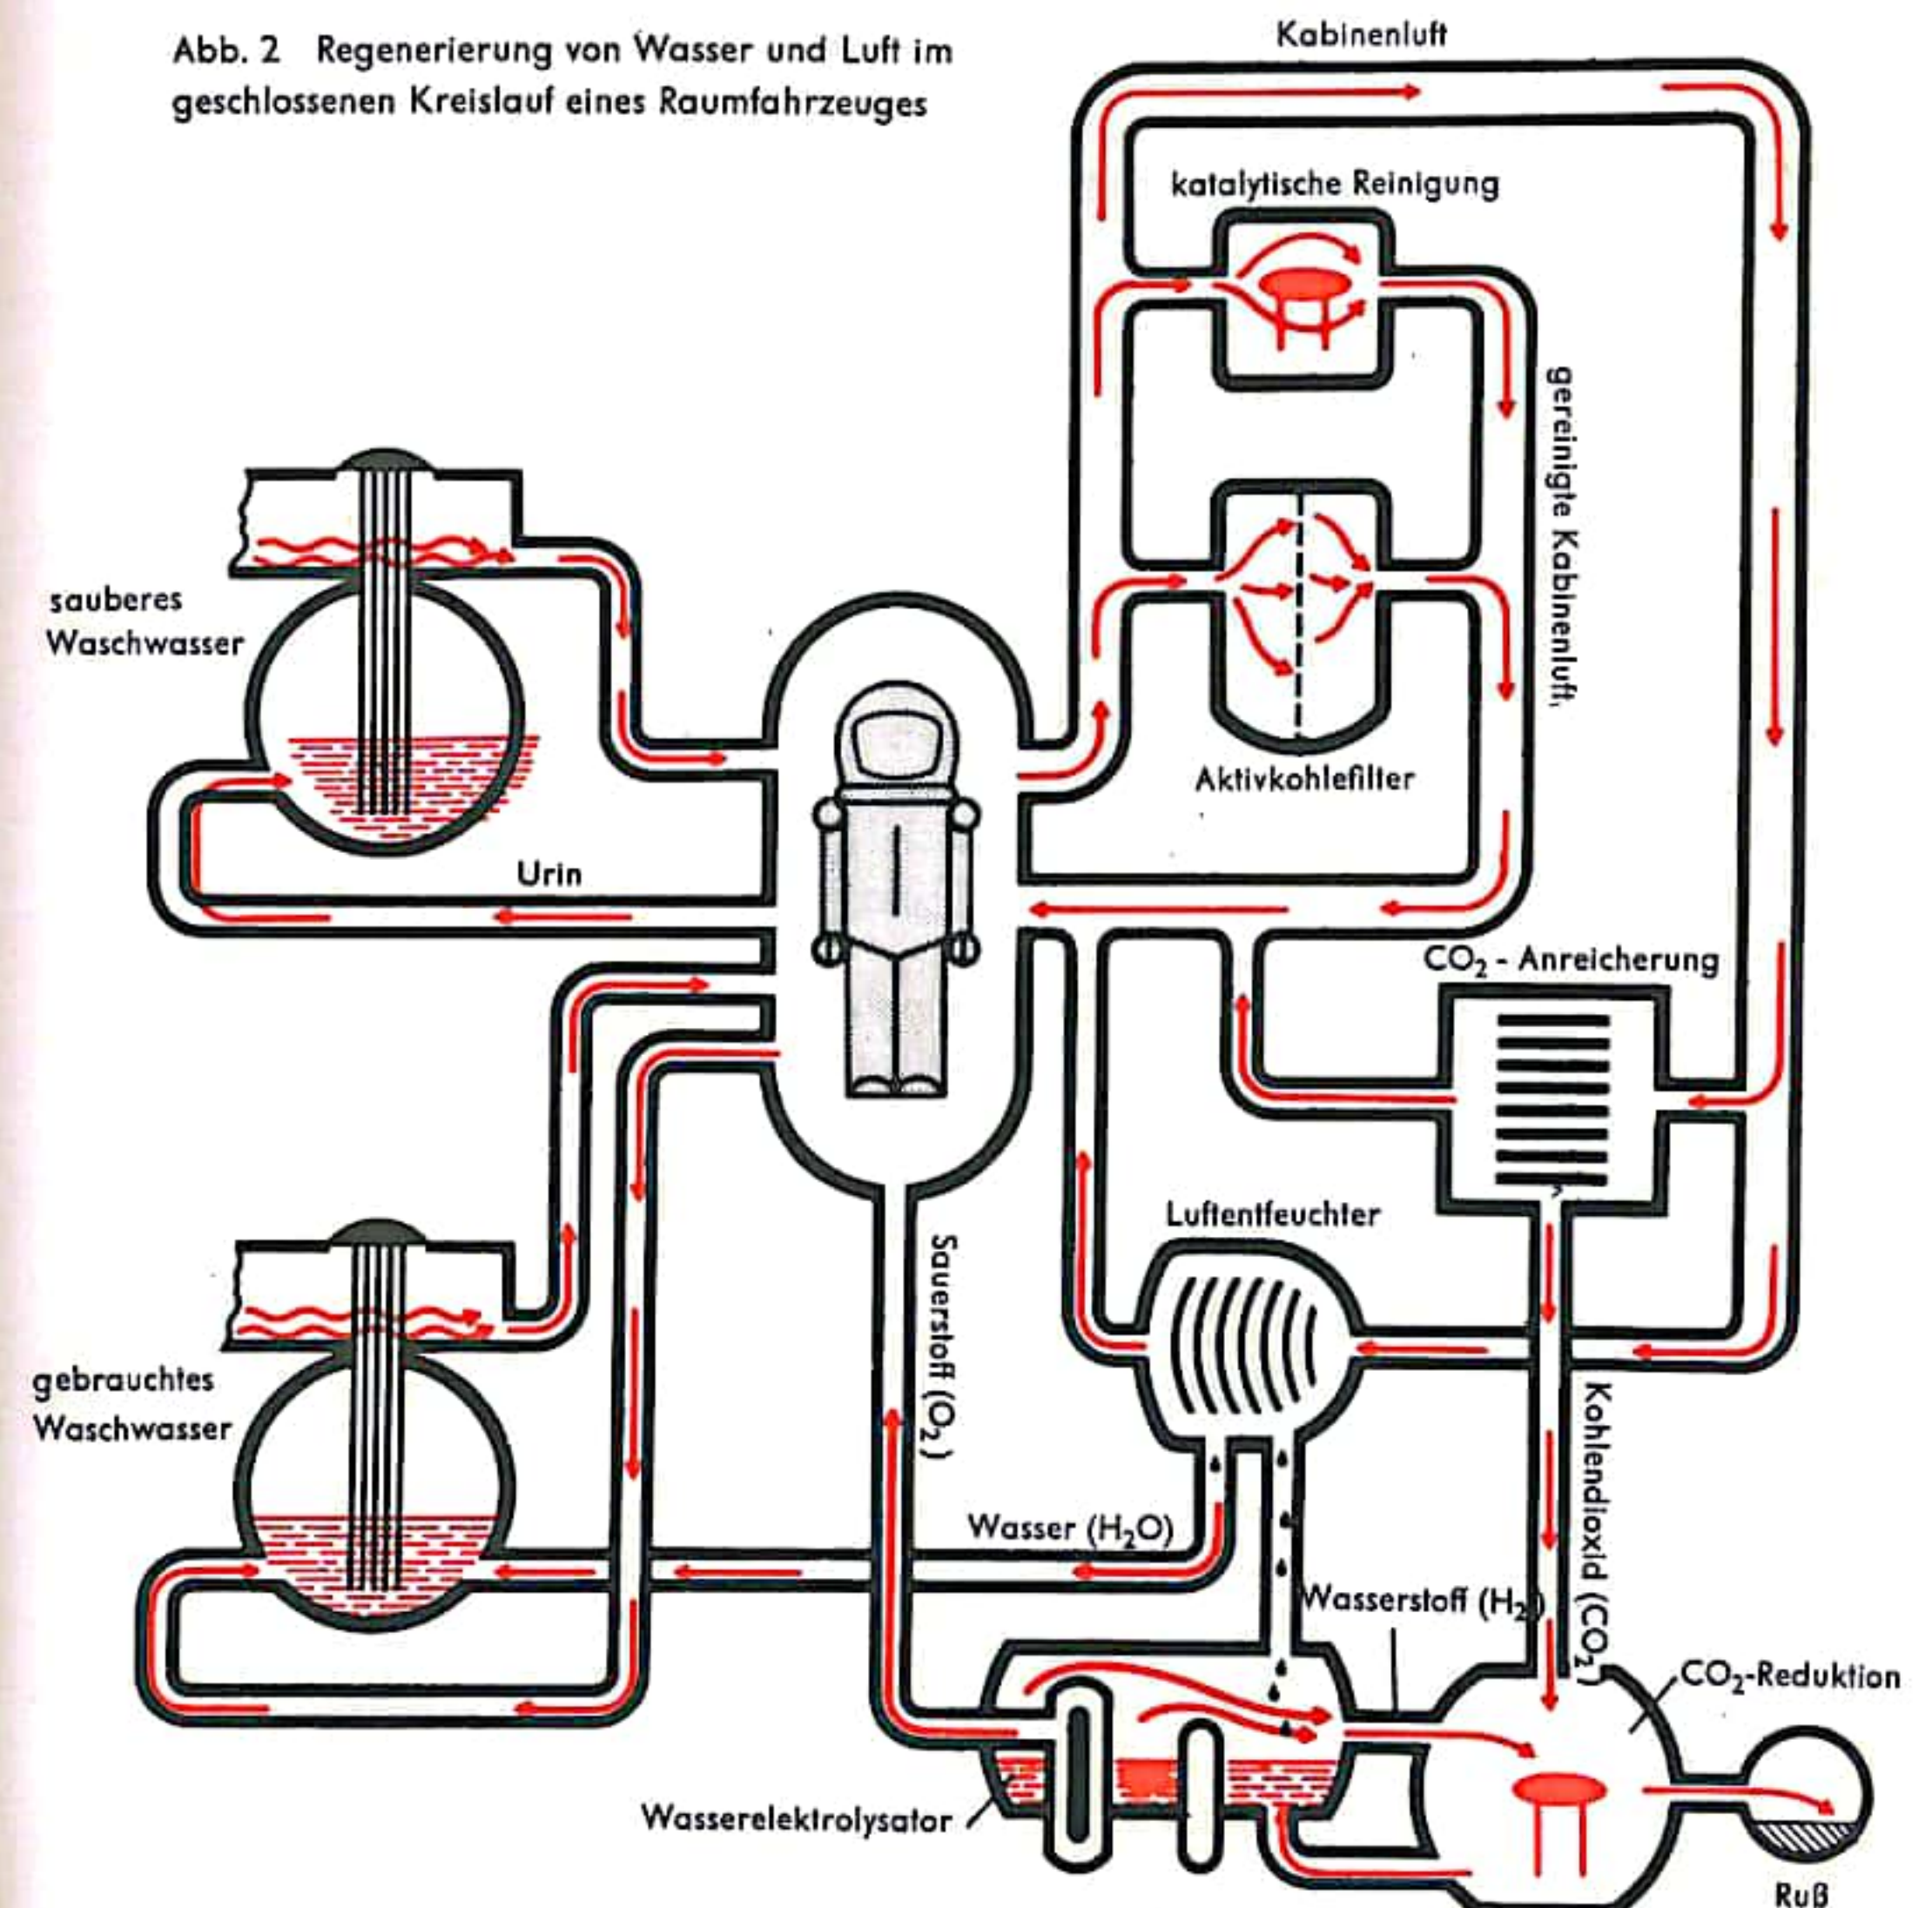 Abb. 2 Regenerierung von Wasser und Luft im
geschlossenen Kreislauf eines Raumfahrzeuges
Kabinenluft
katalytische Reinigung
gereinigte Kabinenluft
Aktivkohlefilter
sauberes
Waschwasser
Urin
CO₂ - Anreicherung
Luftentfeuchter
Sauerstoff (O₂)
gebrauchtes
Waschwasser
Kohlendioxid (CO₂)
Wasser (H₂O)
Wasserstoff (H₂)
CO₂-Reduktion
Wasserelektrolysator
Ruß